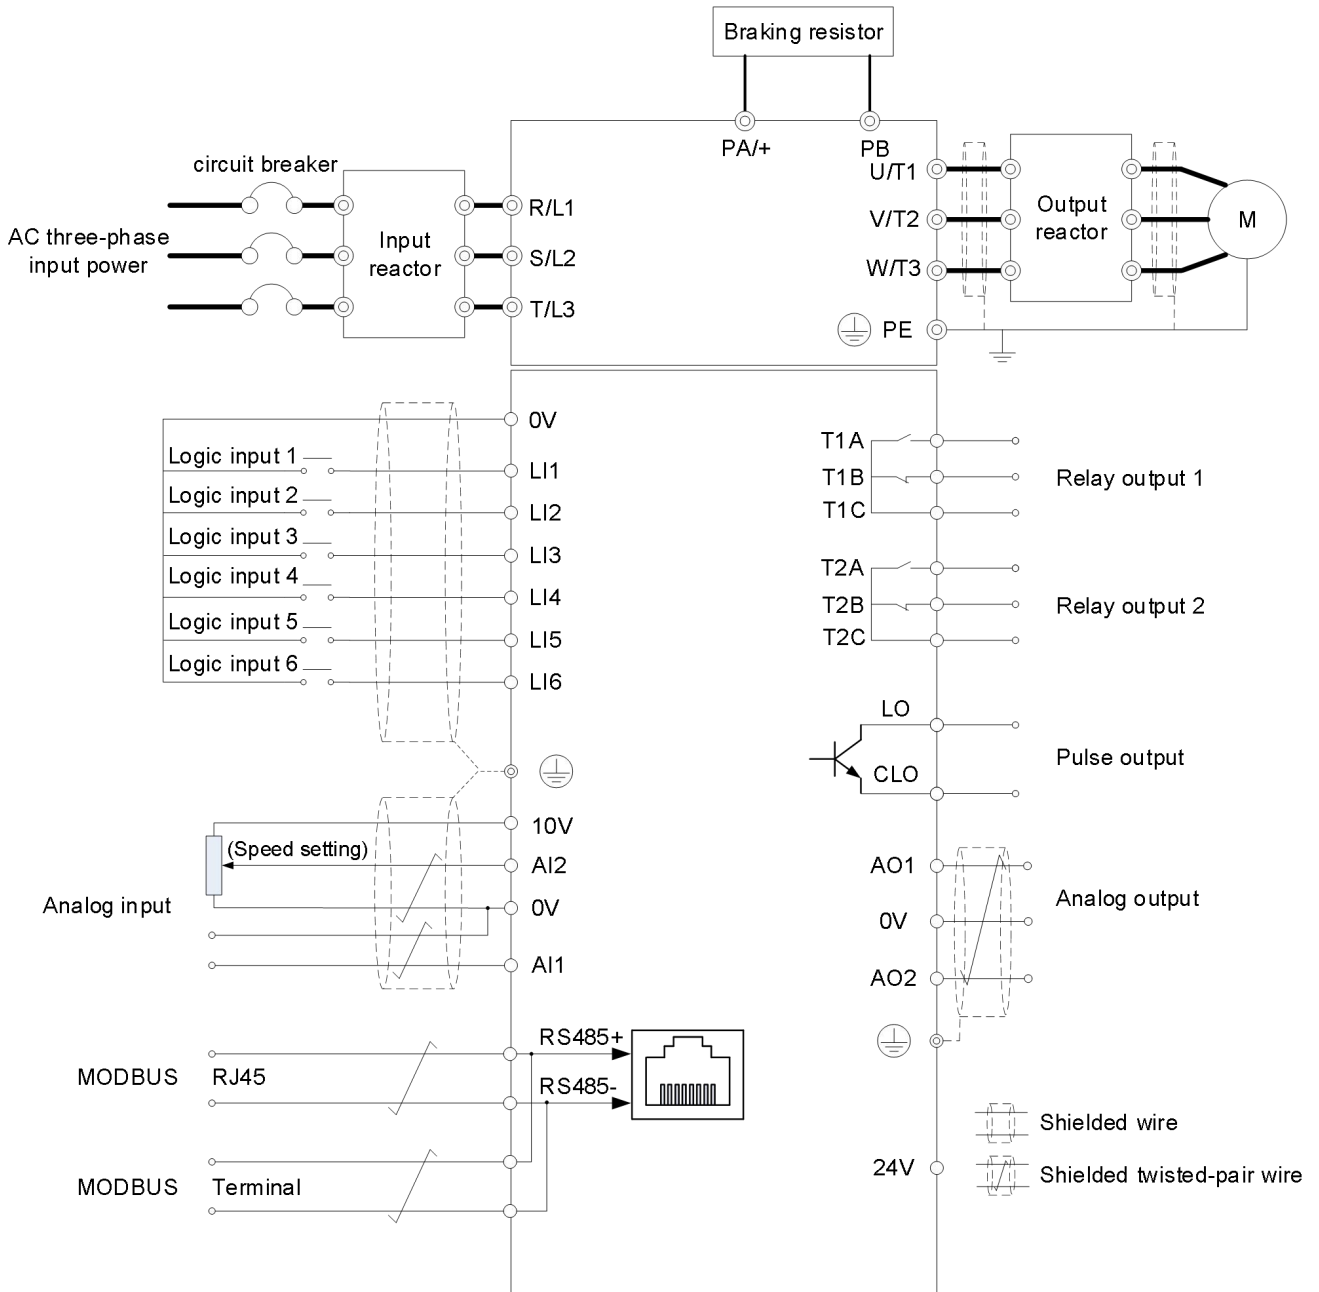 Braking resistor
PA/+
PB
circuit breaker
AC three-phase
input power
Input
reactor
R/L1
S/L2
T/L3
U/T1
V/T2
W/T3
PE
Output
reactor
M
0V
Logic input 1
LI1
Logic input 2
LI2
Logic input 3
LI3
Logic input 4
LI4
Logic input 5
LI5
Logic input 6
LI6
T1A
T1B
T1C
Relay output 1
T2A
T2B
T2C
Relay output 2
LO
CLO
Pulse output
10V
(Speed setting)
AI2
Analog input
0V
AI1
AO1
0V
AO2
Analog output
MODBUS RJ45
RS485+
RS485-
MODBUS Terminal
24V
Shielded wire
Shielded twisted-pair wire